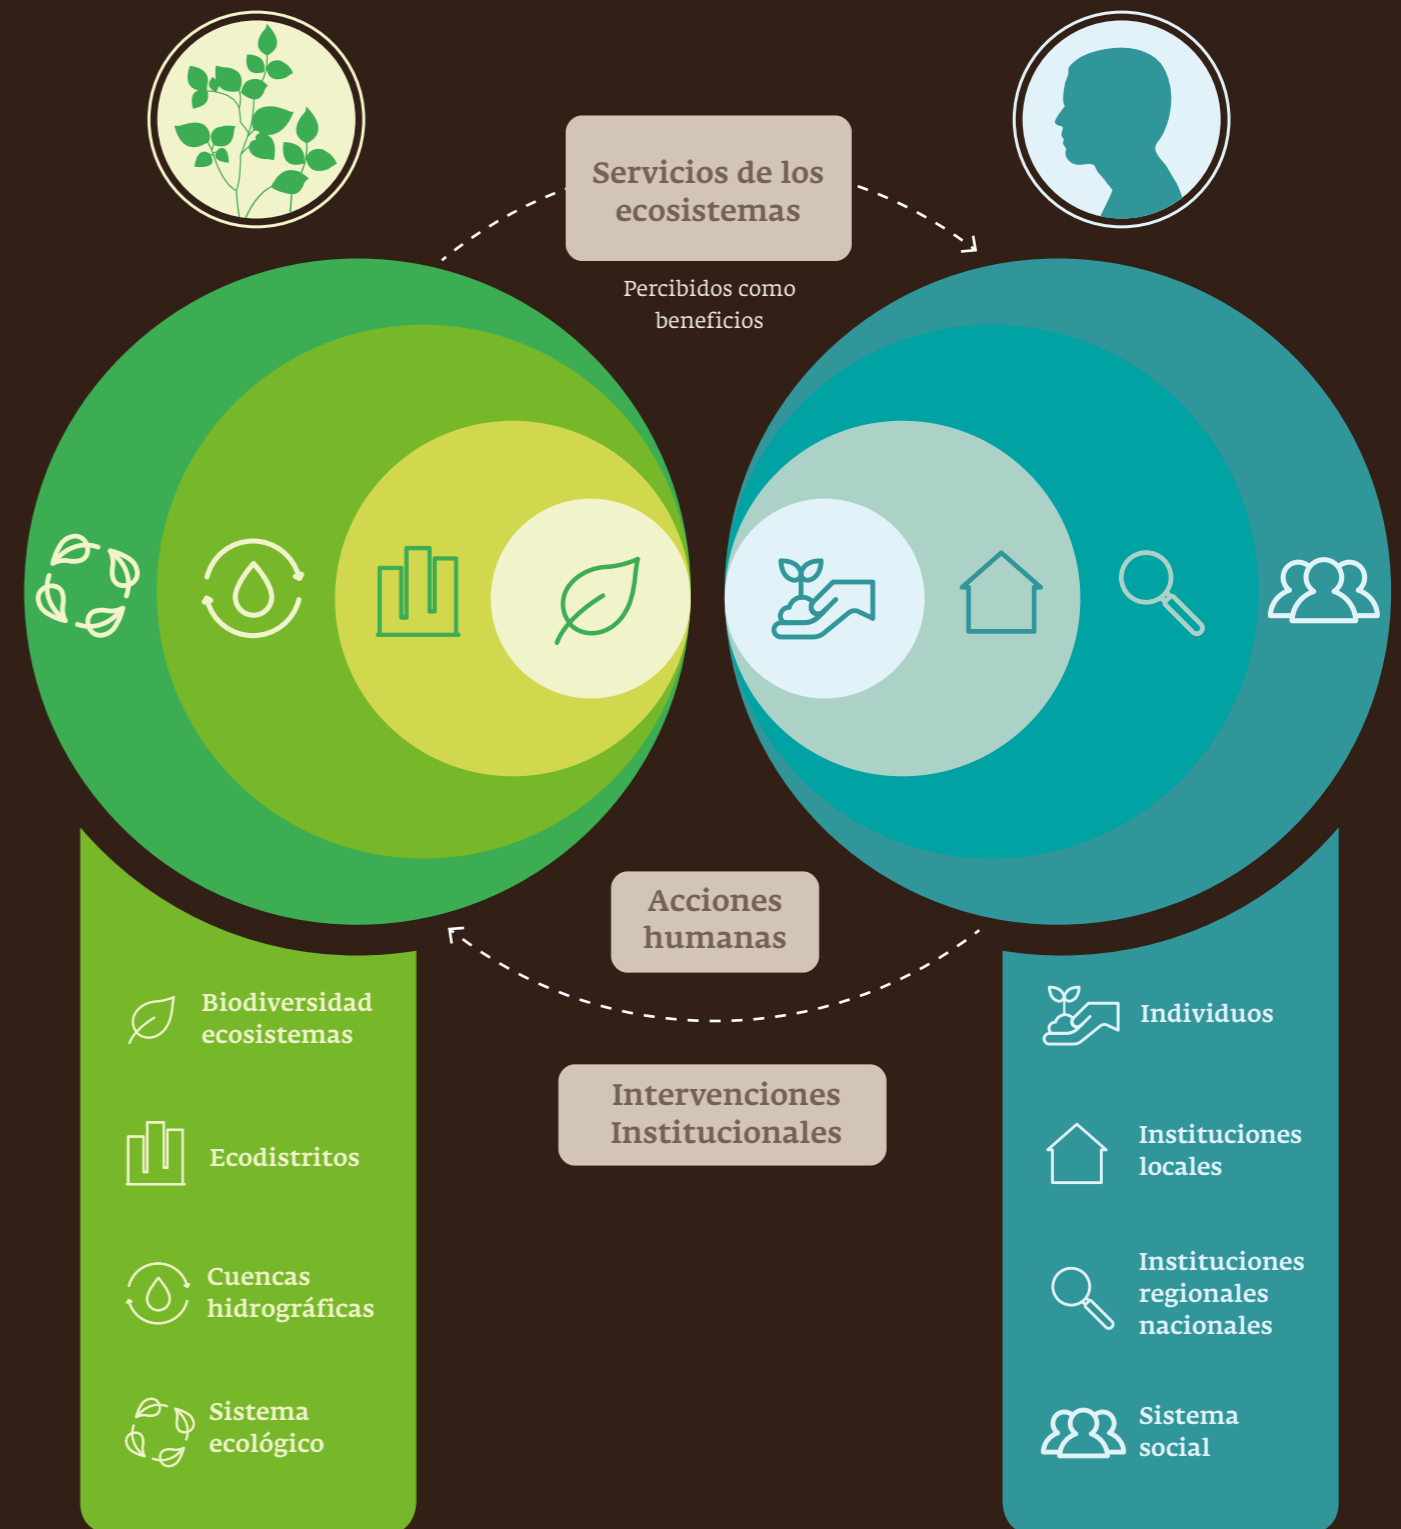 Servicios de los
ecosistemas
Percibidos como
beneficios
Acciones
humanas
Intervenciones
Institucionales
Biodiversidad
ecosistemas
Ecodistritos
Cuencas
hidrográficas
Sistema
ecológico
Individuos
Instituciones
locales
Instituciones
regionales
nacionales
Sistema
social